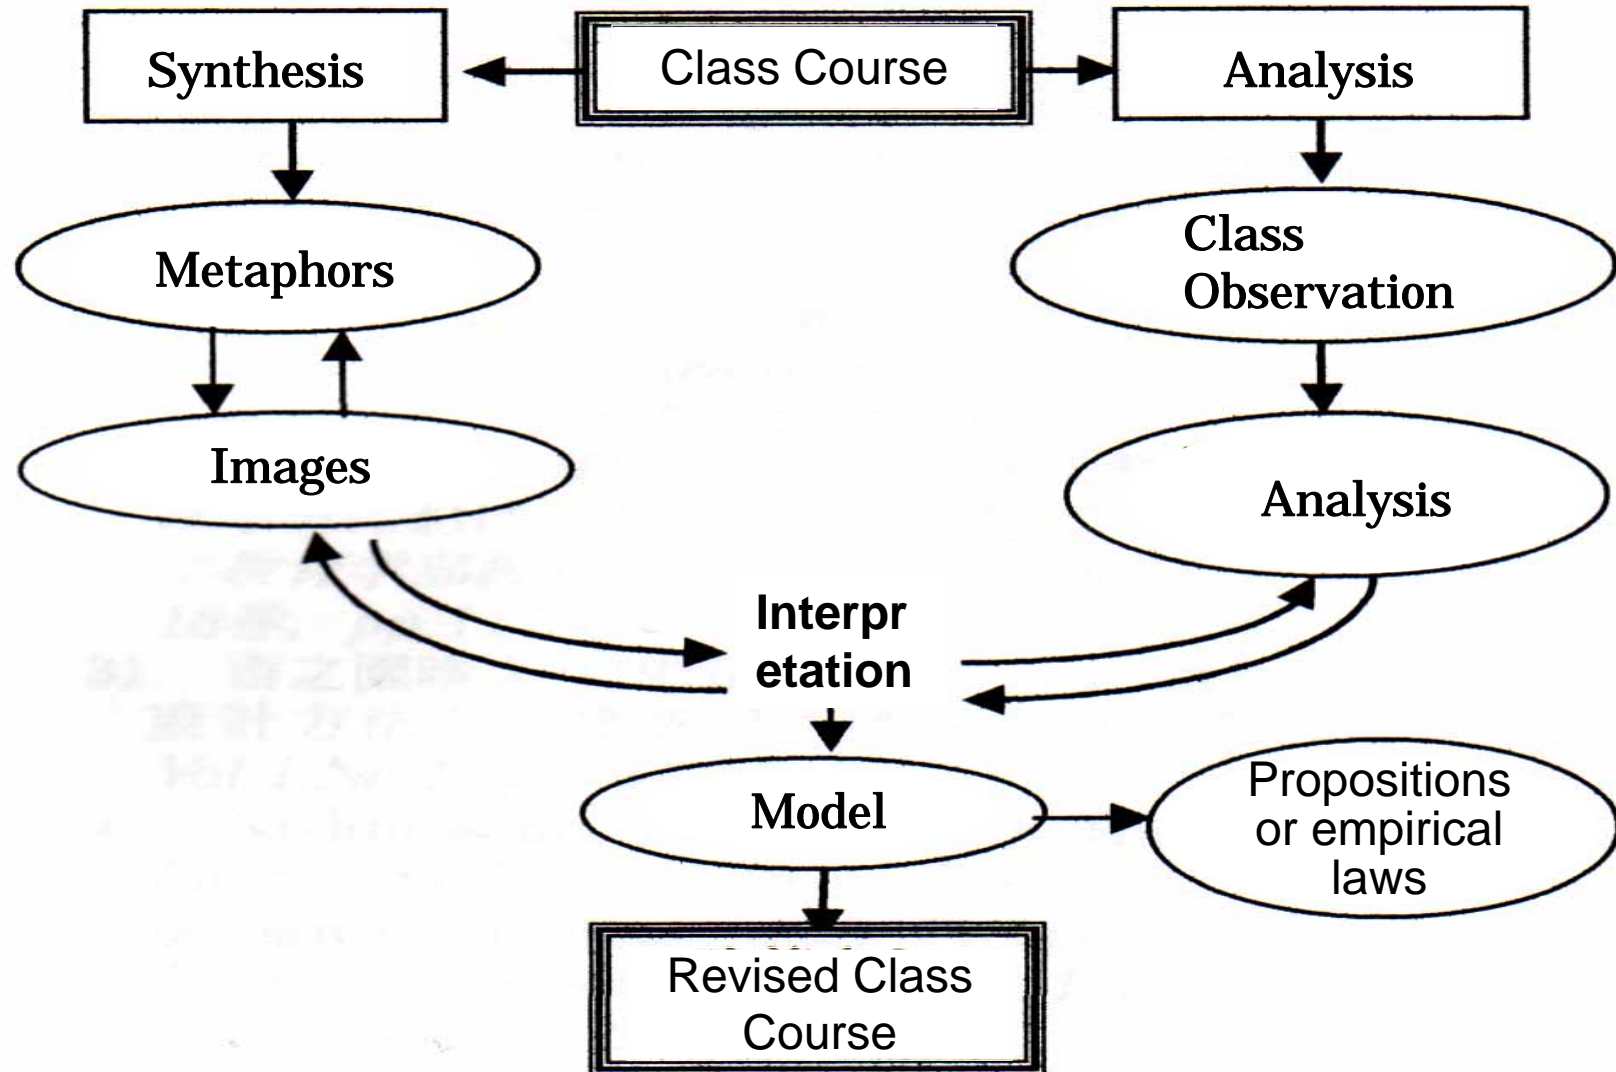 Synthesis
Class Course
Analysis
Metaphors
Class
Observation
Images
Analysis
Interpr
etation
Model
Propositions
or empirical
laws
Revised Class
Course